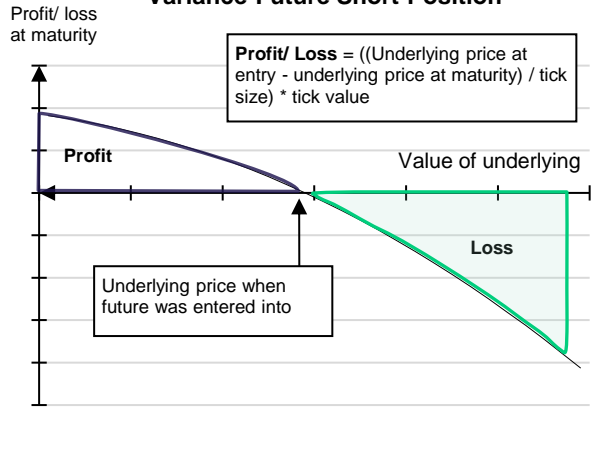 Variance Future Short Position
Profit/ loss
at maturity
Profit/ Loss = ((Underlying price at
entry - underlying price at maturity) / tick
size) * tick value
Profit
Value of underlying
Loss
Underlying price when
future was entered into